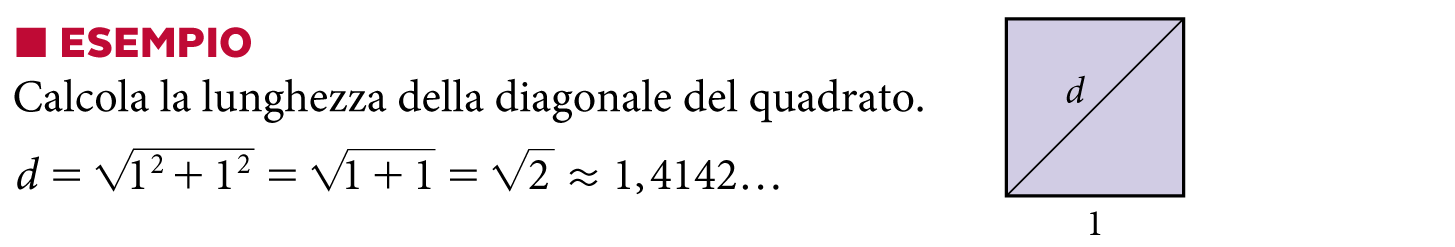 ■ ESEMPIO
Calcola la lunghezza della diagonale del quadrato.
d = √(1² + 1²) = √(1 + 1) = √2 ≈ 1,4142…
d
1